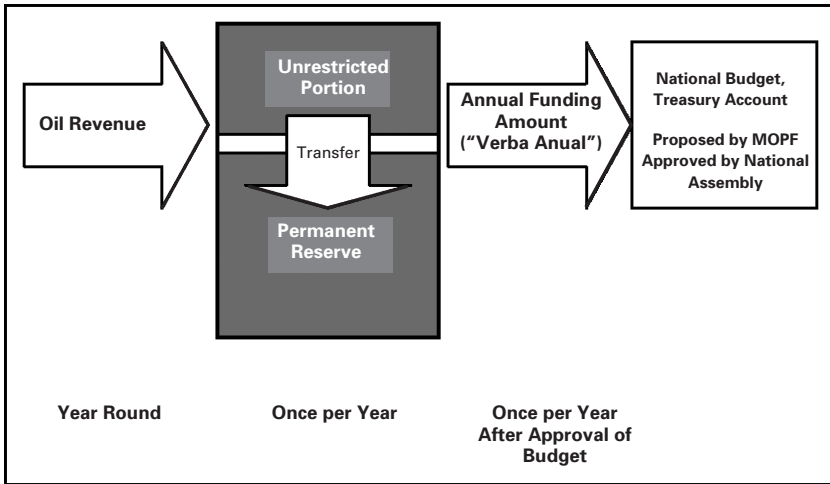 Oil Revenue
Unrestricted
Portion
Transfer
Permanent
Reserve
Annual Funding
Amount
(“Verba Anual”)
National Budget,
Treasury Account
Proposed by MOPF
Approved by National
Assembly
Year Round
Once per Year
Once per Year
After Approval of
Budget